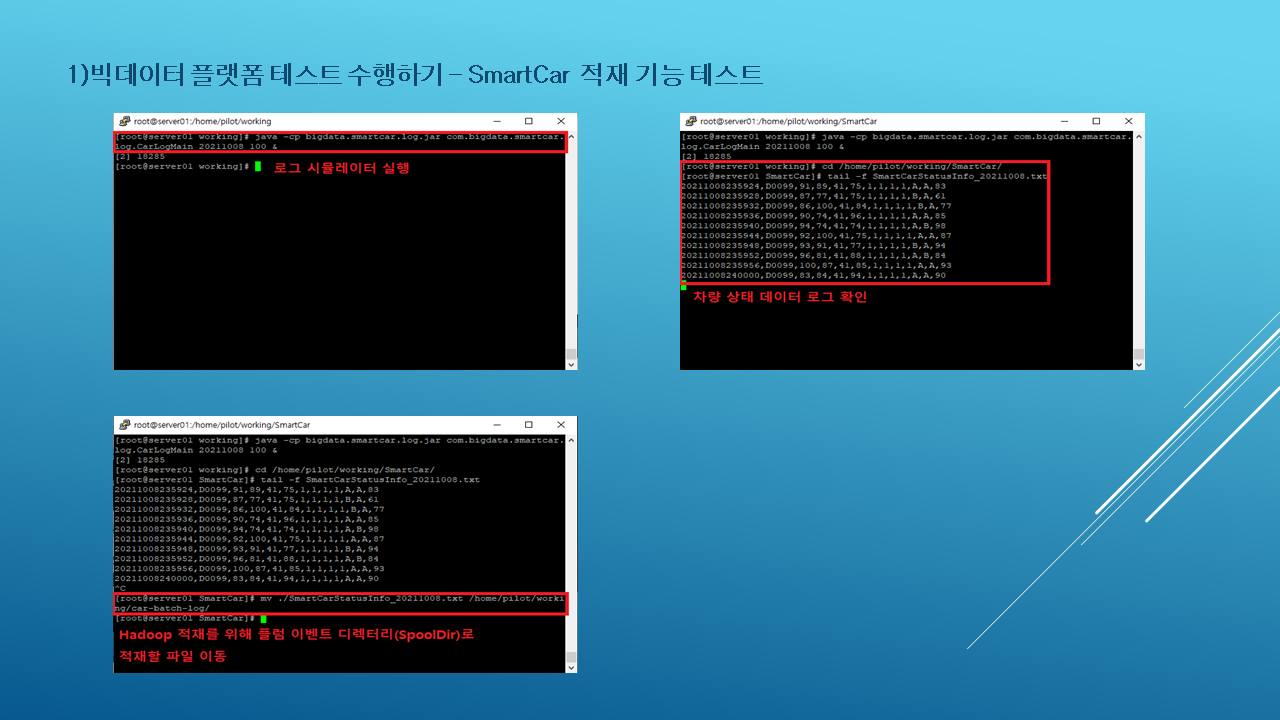 1)빅데이터 플랫폼 테스트 수행하기 – SmartCar 적재 기능 테스트
root@server01:/home/pilot/working
[root@server01 working]# java -cp bigdata.smartcar.log.jar com.bigdata.smartcar.
log.CarLogMain 20211008 100 &
[2] 18285
[root@server01 working]#
로그 시뮬레이터 실행
root@server01:/home/pilot/working/SmartCar
[root@server01 working]# java -cp bigdata.smartcar.log.jar com.bigdata.smartcar.
log.CarLogMain 20211008 100 &
[2] 18285
[root@server01 working]# cd /home/pilot/working/SmartCar/
[root@server01 SmartCar]# tail -f SmartCarStatusInfo_20211008.txt
20211008235924,D0099,91,89,41,75,1,1,1,1,A,A,83
20211008235928,D0099,87,77,41,75,1,1,1,1,B,A,61
20211008235932,D0099,86,100,41,84,1,1,1,1,B,A,77
20211008235936,D0099,90,74,41,96,1,1,1,1,A,A,85
20211008235940,D0099,94,74,41,74,1,1,1,1,A,B,98
20211008235944,D0099,92,100,41,75,1,1,1,1,A,A,87
20211008235948,D0099,93,91,41,77,1,1,1,1,B,A,94
20211008235952,D0099,96,81,41,88,1,1,1,1,A,B,84
20211008235956,D0099,100,87,41,85,1,1,1,1,A,A,93
20211008240000,D0099,83,84,41,94,1,1,1,1,A,A,90
차량 상태 데이터 로그 확인
root@server01:/home/pilot/working/SmartCar
[root@server01 working]# java -cp bigdata.smartcar.log.jar com.bigdata.smartcar.
log.CarLogMain 20211008 100 &
[2] 18285
[root@server01 working]# cd /home/pilot/working/SmartCar/
[root@server01 SmartCar]# tail -f SmartCarStatusInfo_20211008.txt
20211008235924,D0099,91,89,41,75,1,1,1,1,A,A,83
20211008235928,D0099,87,77,41,75,1,1,1,1,B,A,61
20211008235932,D0099,86,100,41,84,1,1,1,1,B,A,77
20211008235936,D0099,90,74,41,96,1,1,1,1,A,A,85
20211008235940,D0099,94,74,41,74,1,1,1,1,A,B,98
20211008235944,D0099,92,100,41,75,1,1,1,1,A,A,87
20211008235948,D0099,93,91,41,77,1,1,1,1,B,A,94
20211008235952,D0099,96,81,41,88,1,1,1,1,A,B,84
20211008235956,D0099,100,87,41,85,1,1,1,1,A,A,93
20211008240000,D0099,83,84,41,94,1,1,1,1,A,A,90
^C
[root@server01 SmartCar]# mv ./SmartCarStatusInfo_20211008.txt /home/pilot/worki
ng/car-batch-log/
[root@server01 SmartCar]#
Hadoop 적재를 위해 플럼 이벤트 디렉터리(SpoolDir)로
적재할 파일 이동